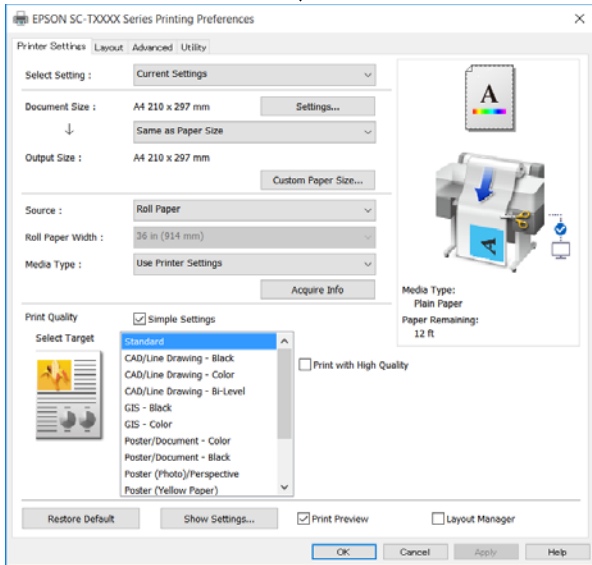 EPSON SC-TXXXX Series Printing Preferences
Printer Settings Layout Advanced Utility
Select Setting : Current Settings
Document Size : A4 210 x 297 mm Settings...
Same as Paper Size
Output Size : A4 210 x 297 mm
Custom Paper Size...
Source : Roll Paper
Roll Paper Width : 36 in (914 mm)
Media Type : Use Printer Settings
Acquire Info
A
A
Media Type:
Plain Paper
Paper Remaining:
12 ft
Print Quality Simple Settings
Select Target
Standard
CAD/Line Drawing - Black
CAD/Line Drawing - Color
CAD/Line Drawing - Bi-Level
GIS - Black
GIS - Color
Poster/Document - Color
Poster/Document - Black
Poster (Photo)/Perspective
Poster (Yellow Paper)
Print with High Quality
Restore Default Show Settings... Print Preview Layout Manager
OK Cancel Apply Help